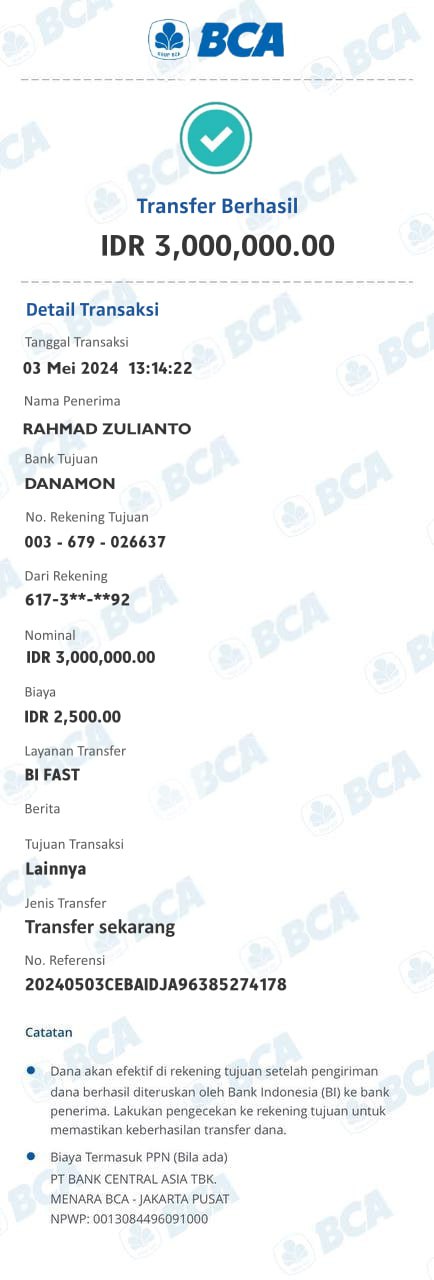 GRUP BCA
BCA
Transfer Berhasil
IDR 3,000,000.00
Detail Transaksi
Tanggal Transaksi
03 Mei 2024 13:14:22
Nama Penerima
RAHMAD ZULIANTO
Bank Tujuan
DANAMON
No. Rekening Tujuan
003 - 679 - 026637
Dari Rekening
617-3**-**92
Nominal
IDR 3,000,000.00
Biaya
IDR 2,500.00
Layanan Transfer
BI FAST
Berita
Tujuan Transaksi
Lainnya
Jenis Transfer
Transfer sekarang
No. Referensi
20240503CEBAIDJA96385274178
Catatan
Dana akan efektif di rekening tujuan setelah pengiriman
dana berhasil diteruskan oleh Bank Indonesia (BI) ke bank
penerima. Lakukan pengecekan ke rekening tujuan untuk
memastikan keberhasilan transfer dana.
Biaya Termasuk PPN (Bila ada)
PT BANK CENTRAL ASIA TBK.
MENARA BCA - JAKARTA PUSAT
NPWP: 0013084496091000